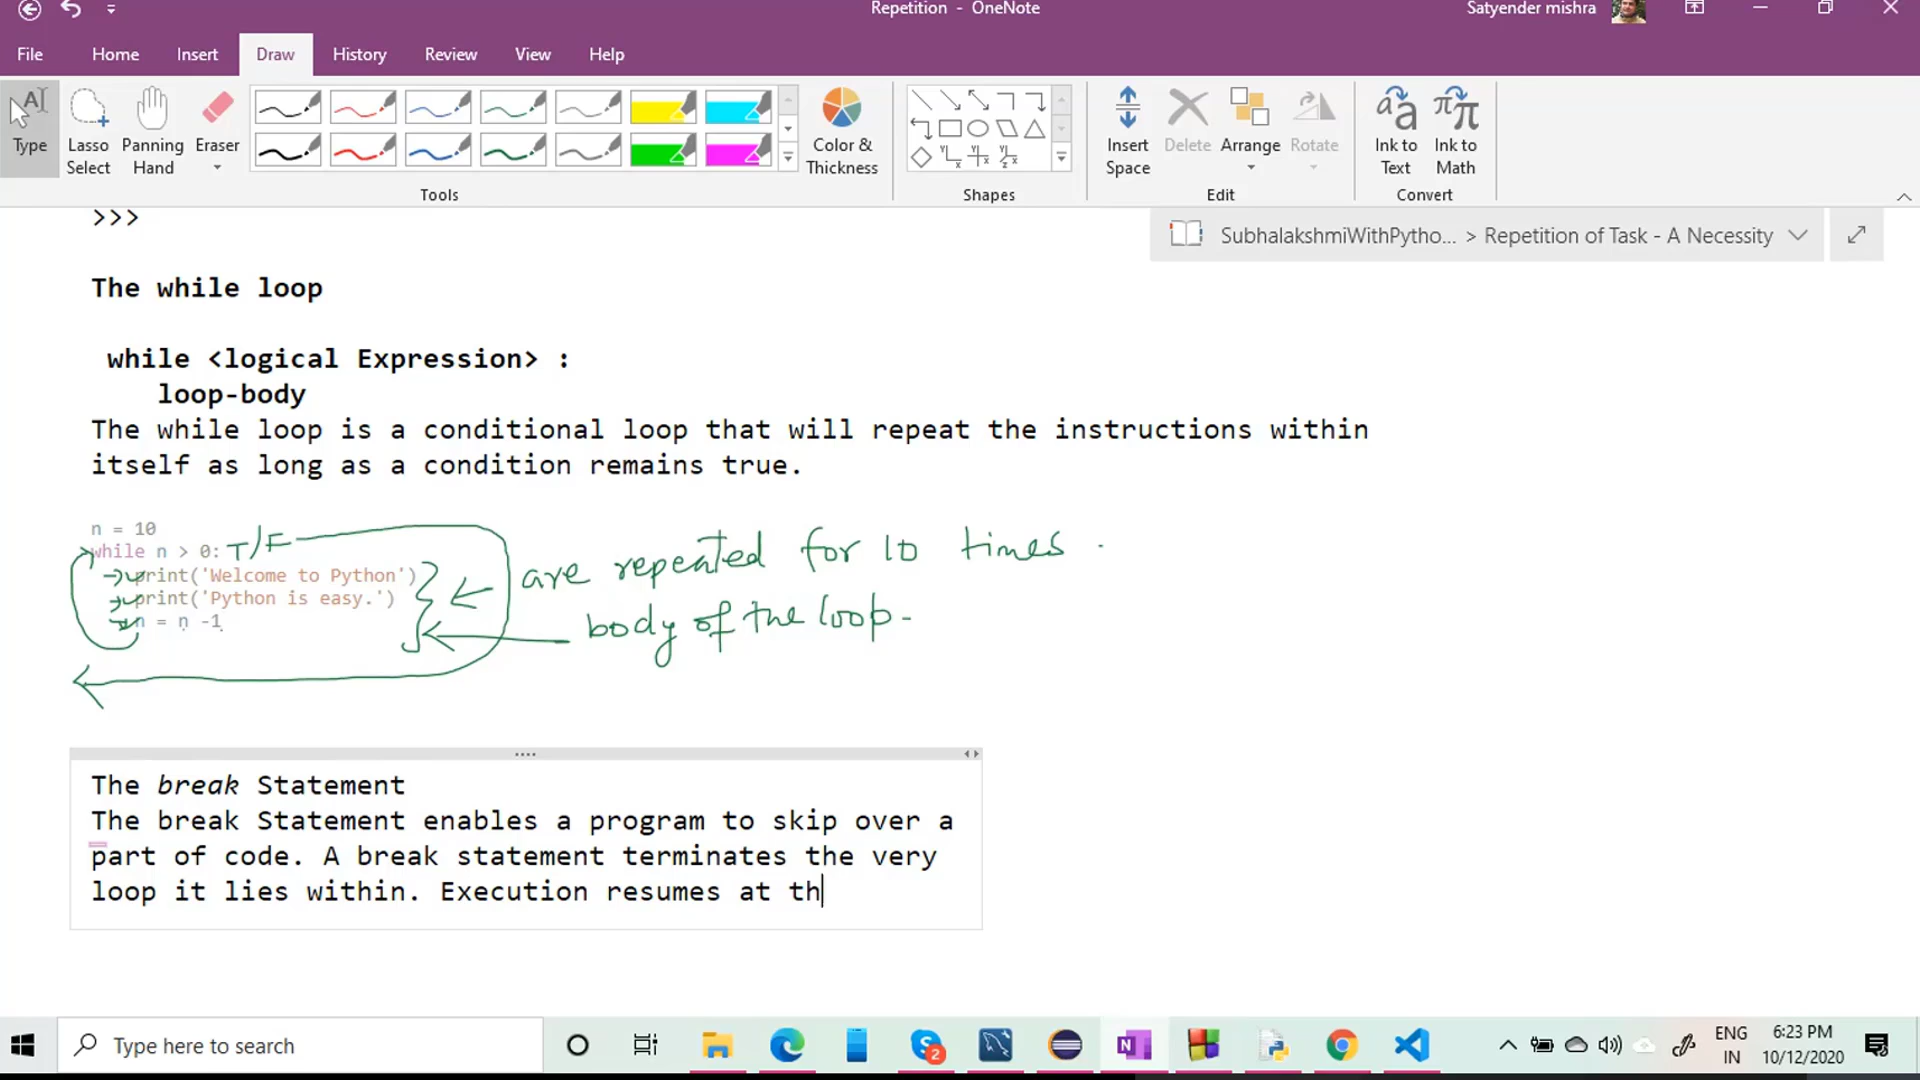 Repetition - OneNote
Satyender mishra
File Home Insert Draw History Review View Help
Type
Lasso Select
Panning Hand
Eraser
Color & Thickness
Insert Space
Delete
Arrange
Rotate
Ink to Text
Ink to Math
Tools
Shapes
Edit
Convert
>>>
SubhalakshmiWithPytho... > Repetition of Task - A Necessity
The while loop
while <logical Expression> :
loop-body
The while loop is a conditional loop that will repeat the instructions within
itself as long as a condition remains true.
n = 10
while n > 0: T/F
print('Welcome to Python')
print('Python is easy.')
n = n -1
are repeated for 10 times .
body of the loop-
The break Statement
The break Statement enables a program to skip over a
part of code. A break statement terminates the very
loop it lies within. Execution resumes at th
Type here to search
2
ENG
IN
6:23 PM
10/12/2020